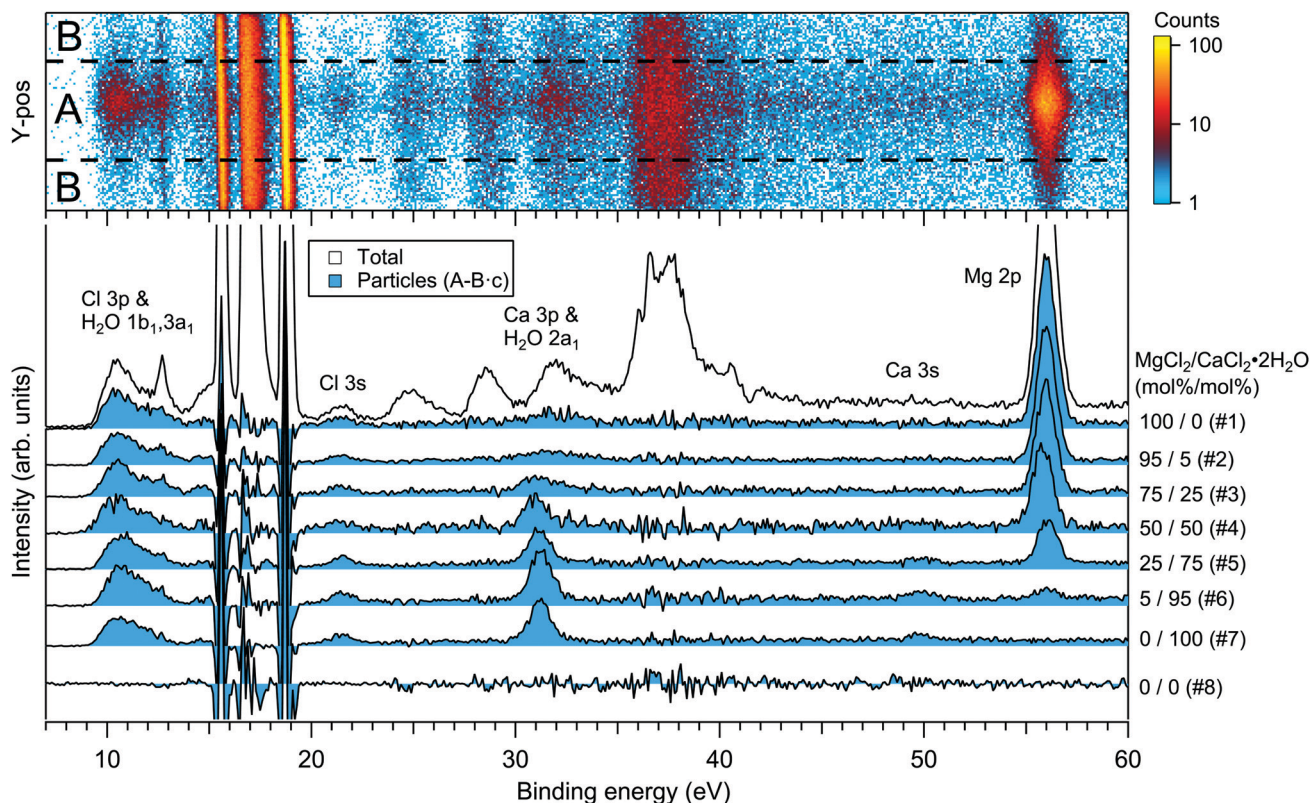 Counts
100
10
1
Y-pos
B
A
B
Total
Particles (A-B·c)
Cl 3p &
H₂O 1b₁,3a₁
Cl 3s
Ca 3p &
H₂O 2a₁
Ca 3s
Mg 2p
MgCl₂/CaCl₂•2H₂O
(mol%/mol%)
100 / 0 (#1)
95 / 5 (#2)
75 / 25 (#3)
50 / 50 (#4)
25 / 75 (#5)
5 / 95 (#6)
0 / 100 (#7)
0 / 0 (#8)
Intensity (arb. units)
10 20 30 40 50 60
Binding energy (eV)